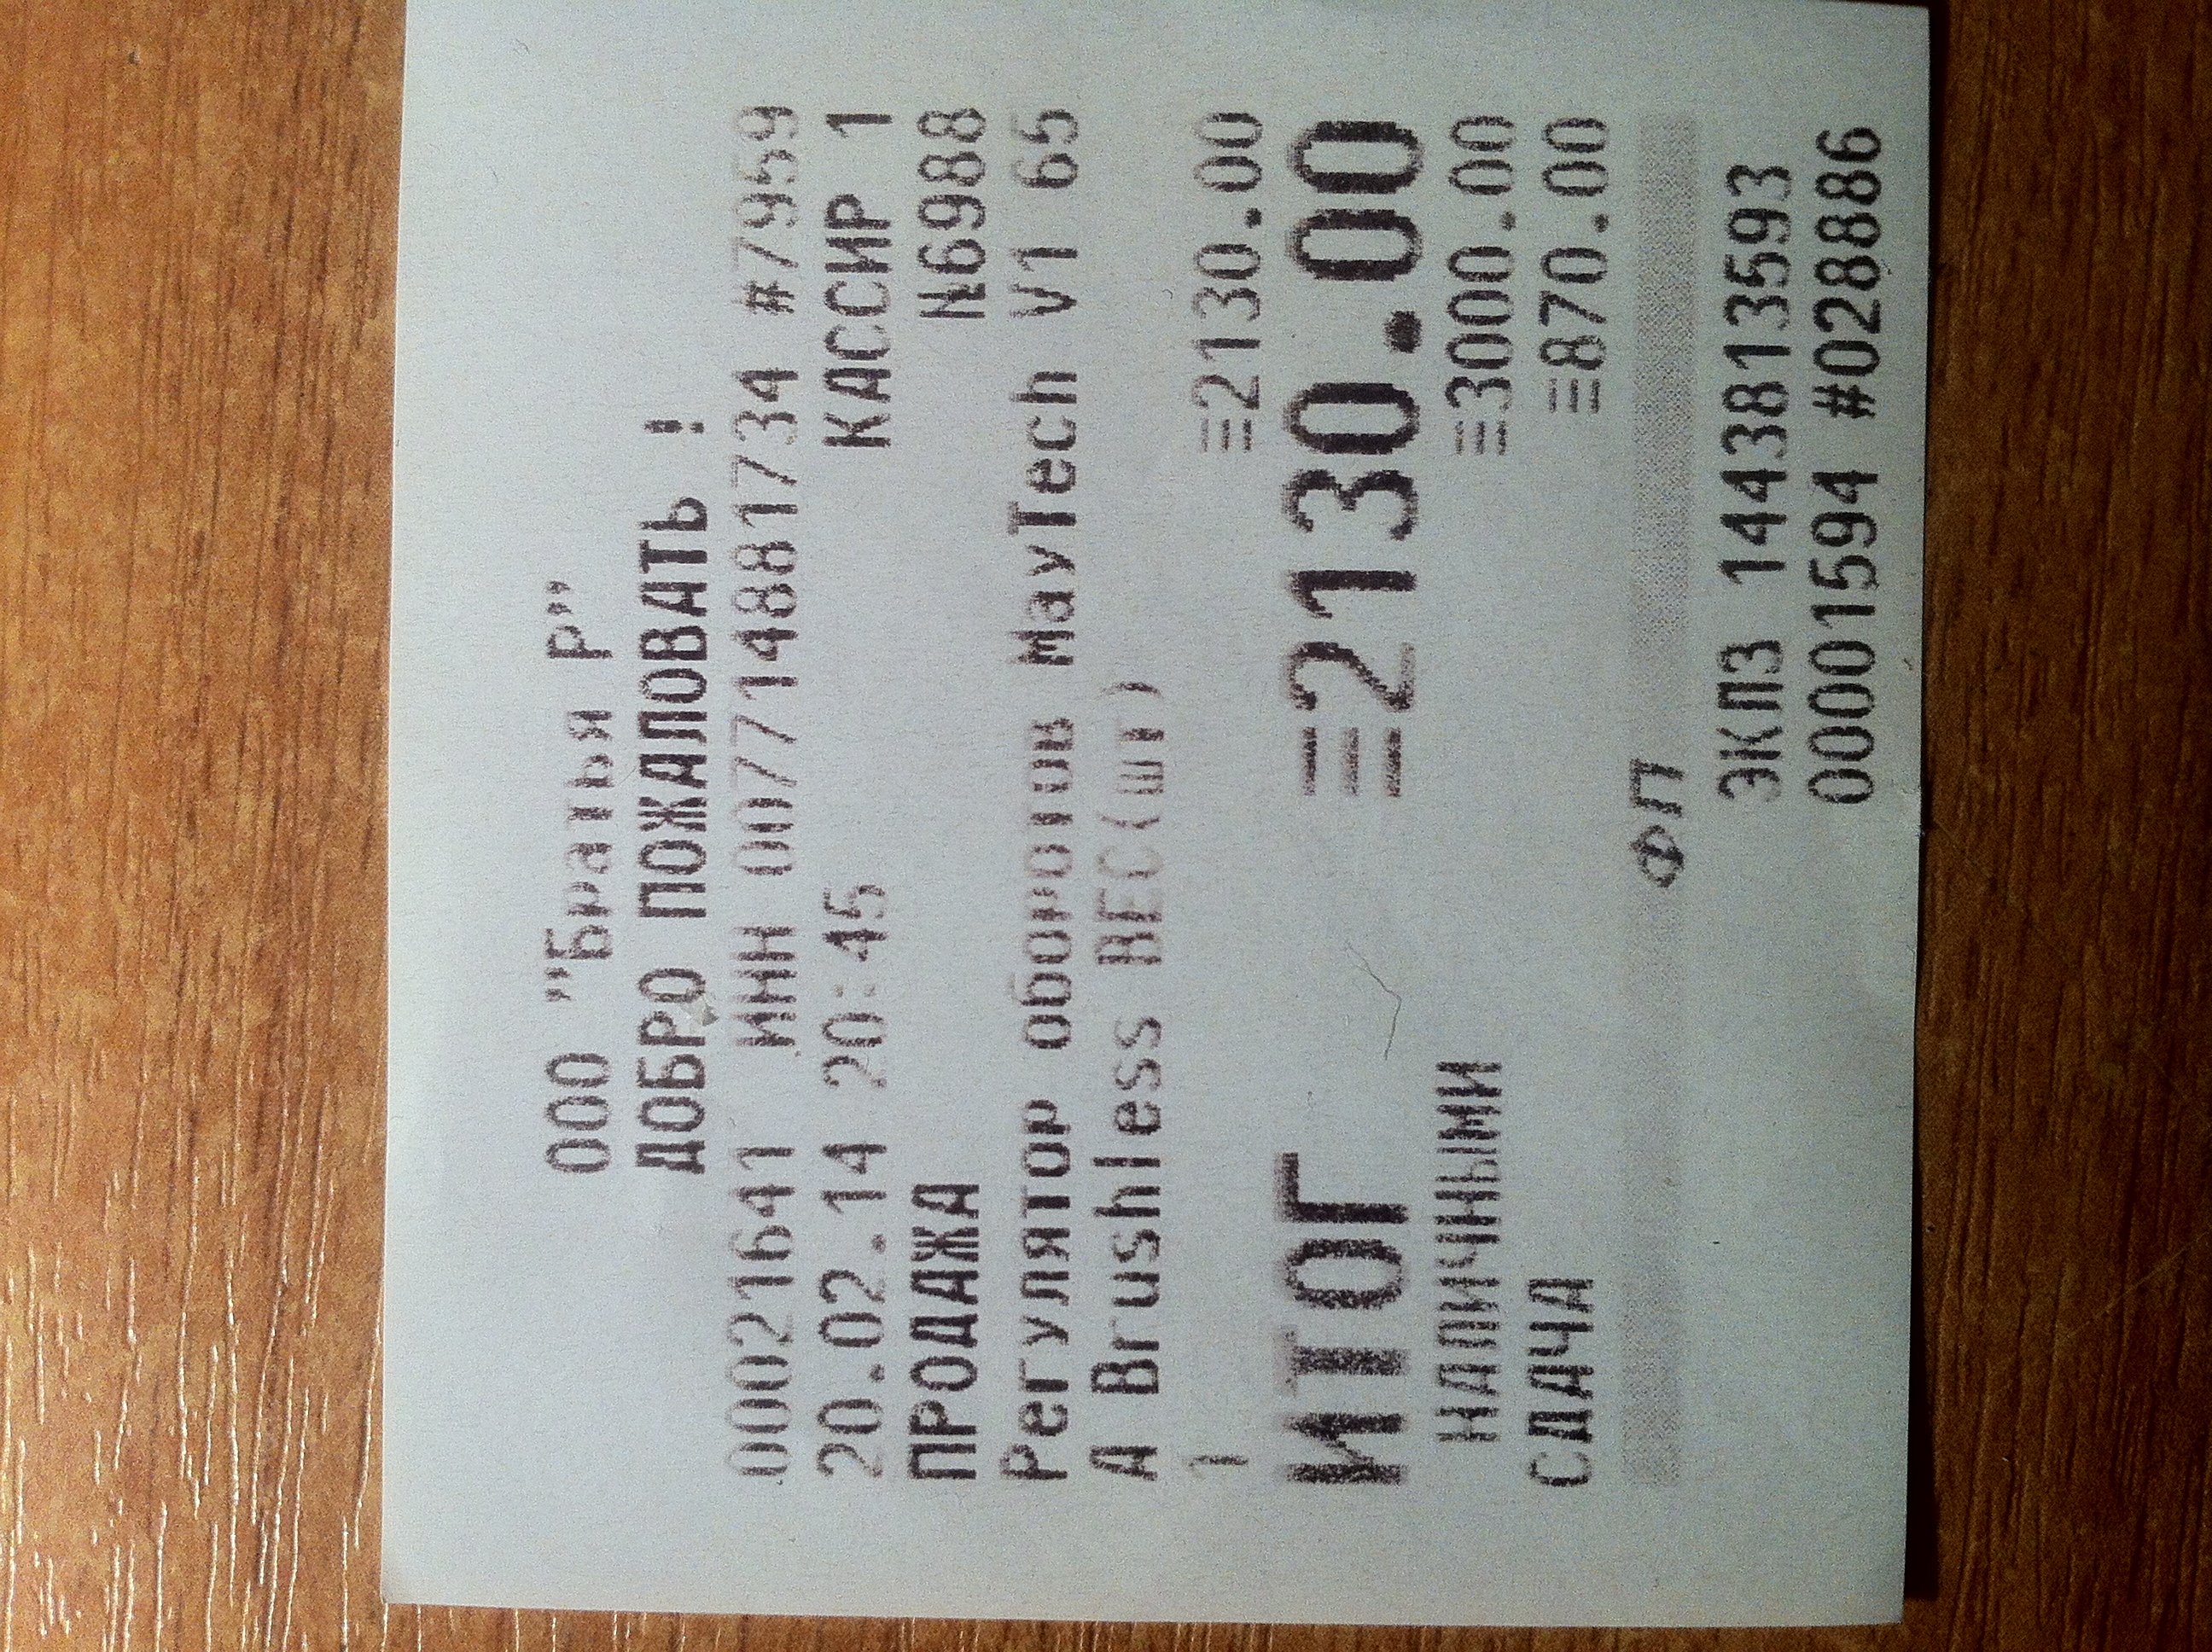 ООО "Братья Р"
ДОБРО ПОЖАЛОВАТЬ !
00021641 ИНН 007714881734 #7959
20.02.14 20:45 КАССИР 1
ПРОДАЖА №6988
Регулятор оборотов MayTech V1 65
A Brushless BEC(шт)
1 ≡2130.00
ИТОГ ≡2130.00
НАЛИЧНЫМИ ≡3000.00
СДАЧА ≡870.00
ФП
ЭКЛЗ 1443813593
00001594 #028886